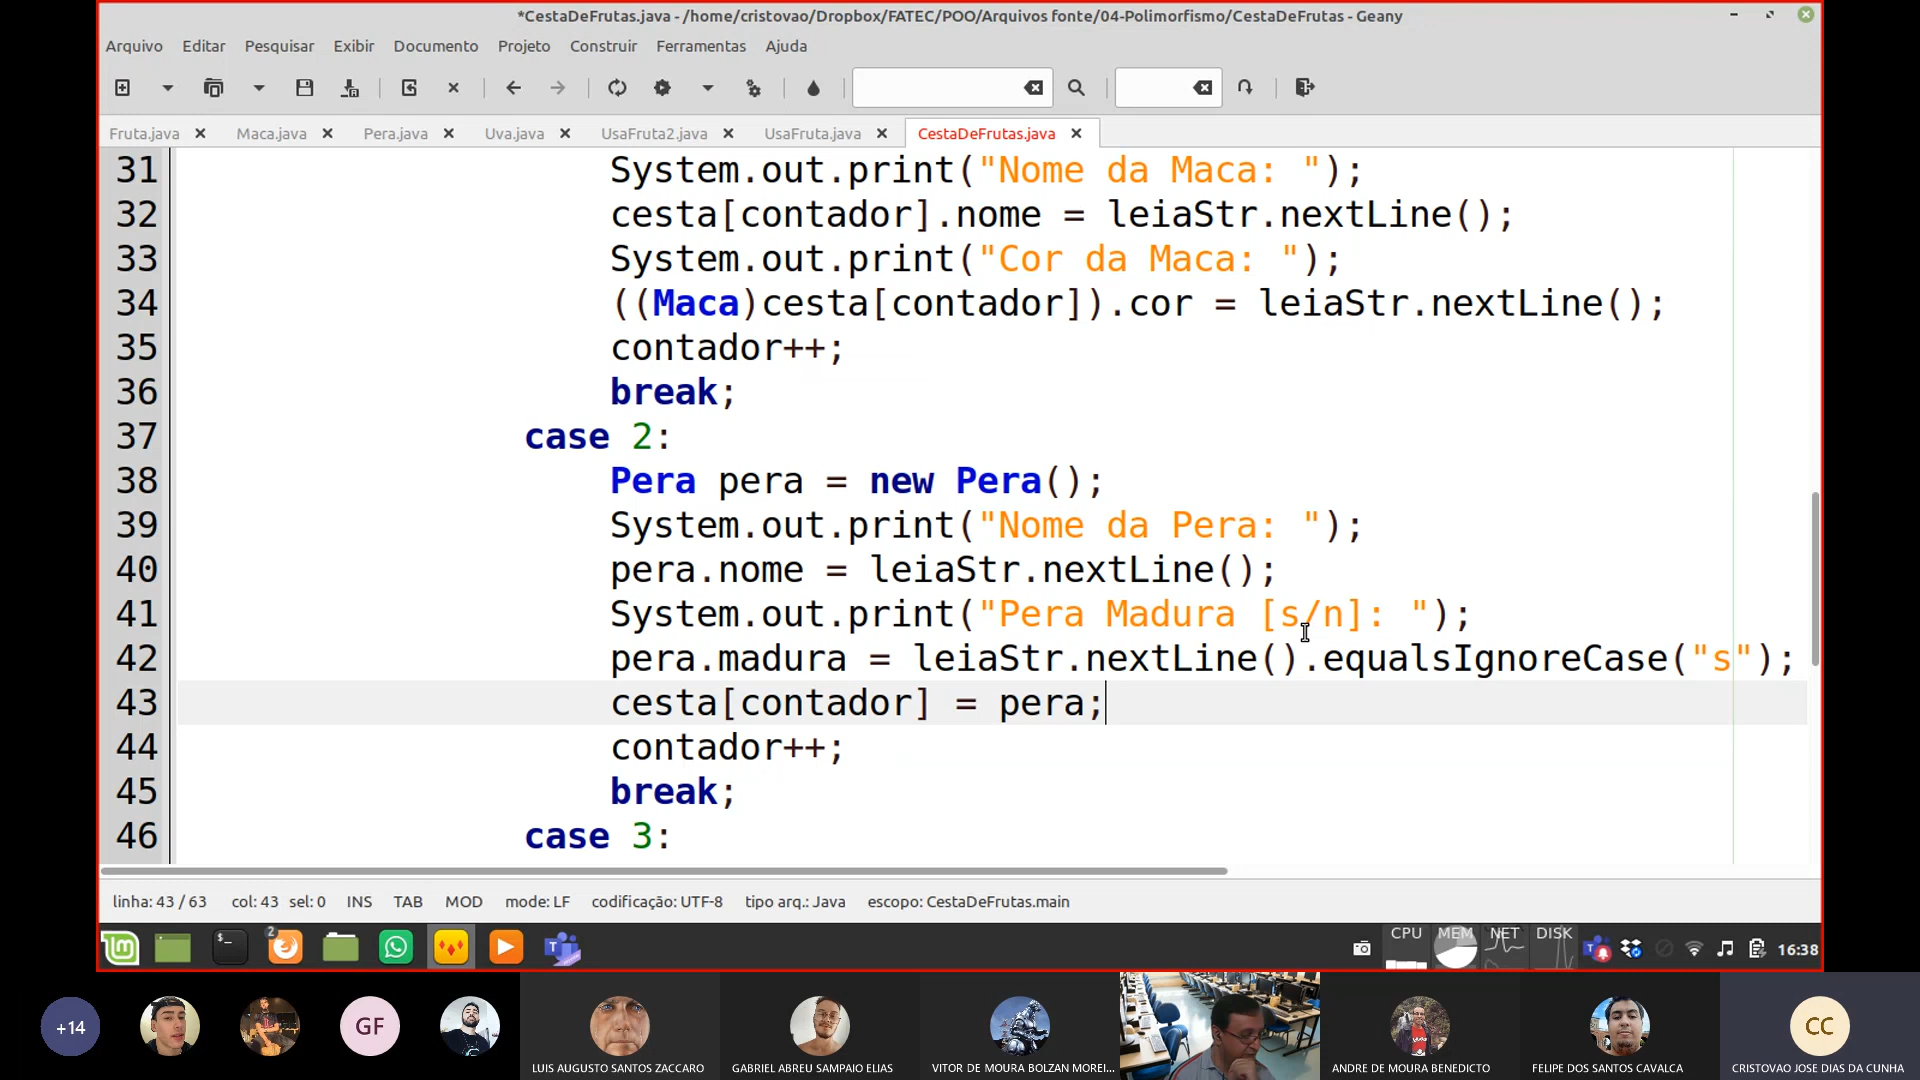 *CestaDeFrutas.java - /home/cristovao/Dropbox/FATEC/POO/Arquivos fonte/04-Polimorfismo/CestaDeFrutas - Geany
Arquivo Editar Pesquisar Exibir Documento Projeto Construir Ferramentas Ajuda
Fruta.java Maca.java Pera.java Uva.java UsaFruta2.java UsaFruta.java CestaDeFrutas.java
31 System.out.print("Nome da Maca: ");
32 cesta[contador].nome = leiaStr.nextLine();
33 System.out.print("Cor da Maca: ");
34 ((Maca)cesta[contador]).cor = leiaStr.nextLine();
35 contador++;
36 break;
37 case 2:
38 Pera pera = new Pera();
39 System.out.print("Nome da Pera: ");
40 pera.nome = leiaStr.nextLine();
41 System.out.print("Pera Madura [s/n]: ");
42 pera.madura = leiaStr.nextLine().equalsIgnoreCase("s");
43 cesta[contador] = pera;
44 contador++;
45 break;
46 case 3:
linha: 43 / 63 col: 43 sel: 0 INS TAB MOD mode: LF codificação: UTF-8 tipo arq.: Java escopo: CestaDeFrutas.main
2 CPU MEM NET DISK 16:38
+14 GF CC
LUIS AUGUSTO SANTOS ZACCARO GABRIEL ABREU SAMPAIO ELIAS VITOR DE MOURA BOLZAN MOREI... ANDRE DE MOURA BENEDICTO FELIPE DOS SANTOS CAVALCA CRISTOVAO JOSE DIAS DA CUNHA